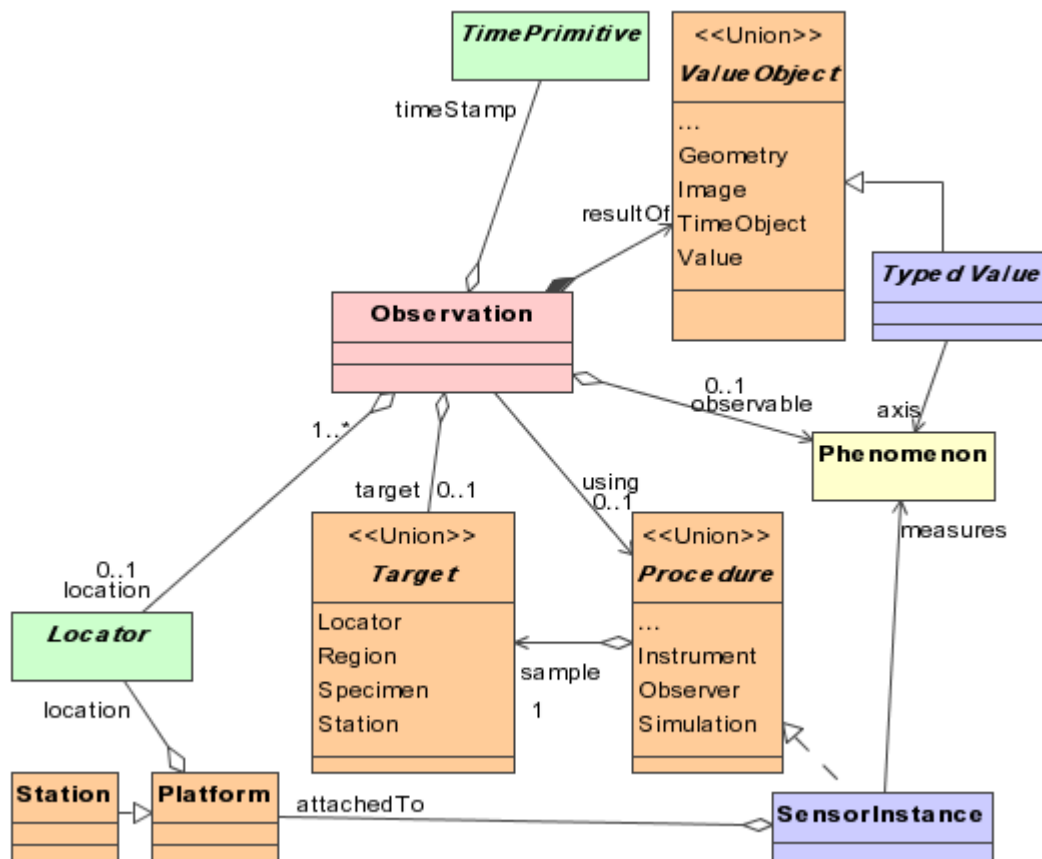 TimePrimitive
<<Union>>
ValueObject
...
Geometry
Image
TimeObject
Value
timeStamp
resultOf
Typed Value
Observation
0..1
observable
axis
Phenomenon
1..*
target 0..1
using
0..1
measures
<<Union>>
Target
Locator
Region
Specimen
Station
<<Union>>
Procedure
...
Instrument
Observer
Simulation
0..1
location
Locator
sample
1
location
Station
Platform
attachedTo
SensorInstance